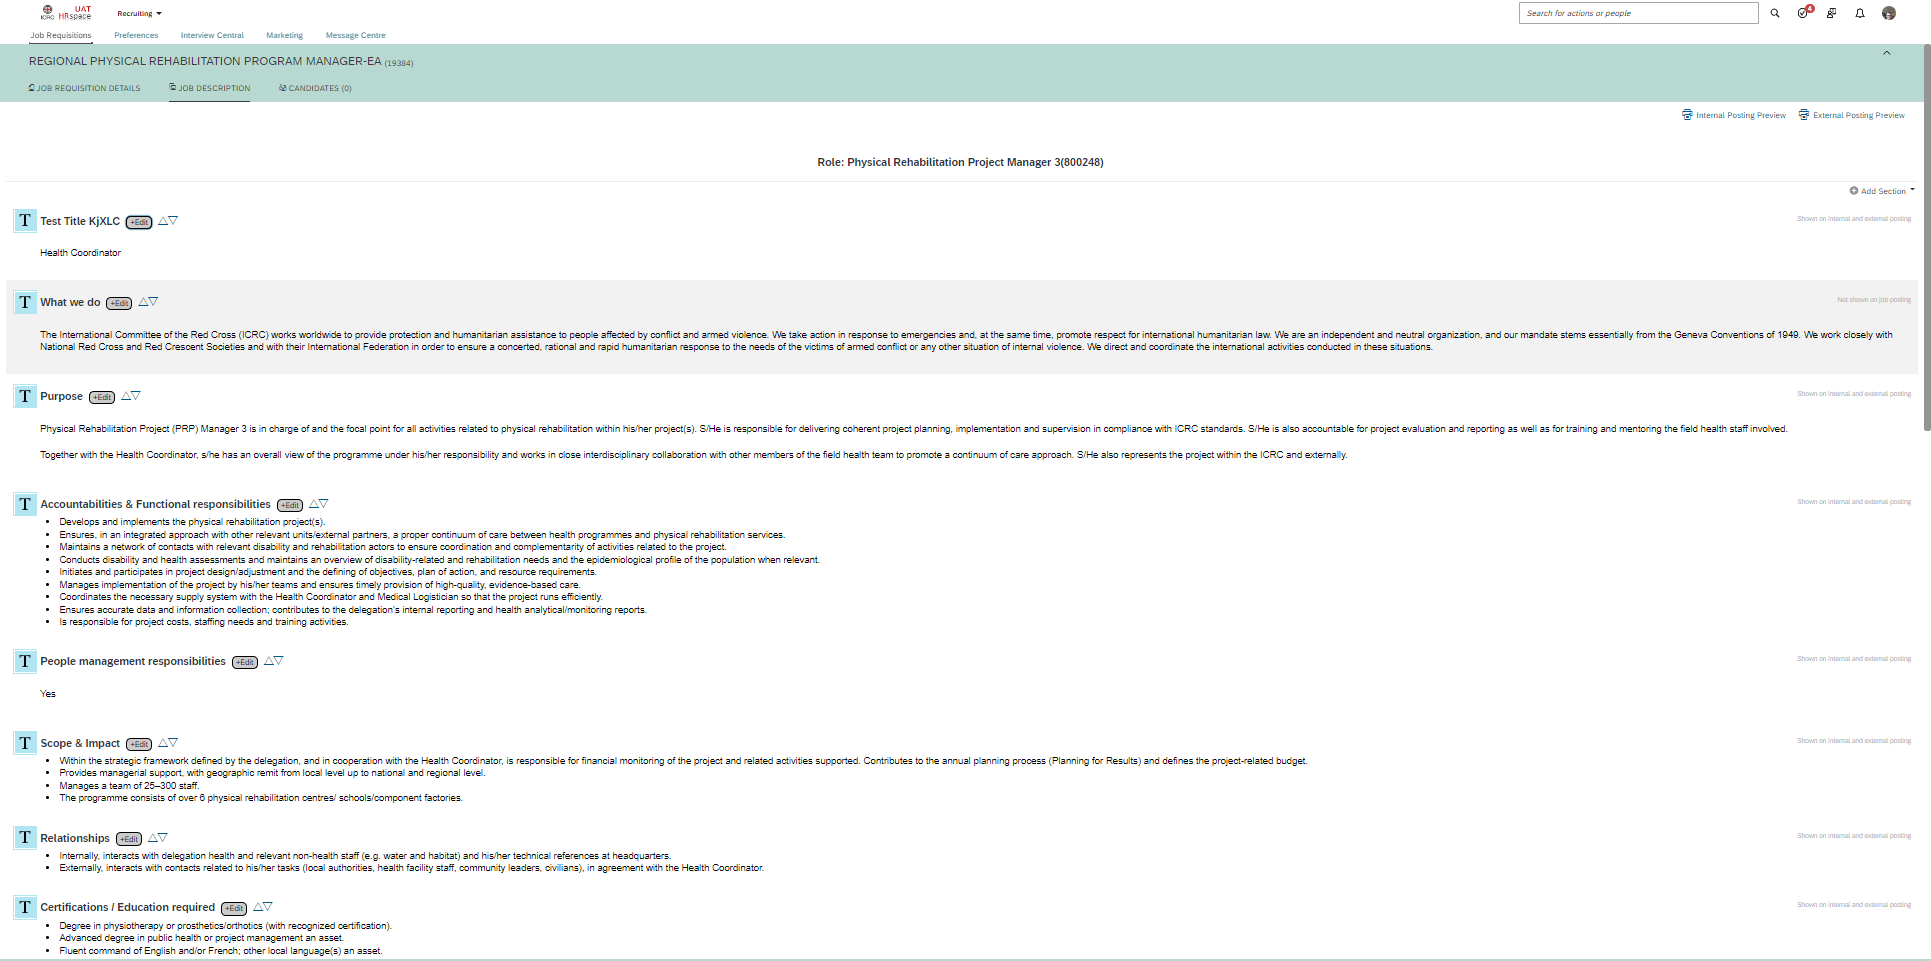 UAT
ICRC HRspace
Recruiting
Search for actions or people
4
Job Requisitions
Preferences
Interview Central
Marketing
Message Centre
REGIONAL PHYSICAL REHABILITATION PROGRAM MANAGER-EA (19384)
JOB REQUISITION DETAILS
JOB DESCRIPTION
CANDIDATES (0)
Internal Posting Preview
External Posting Preview
Role: Physical Rehabilitation Project Manager 3(800248)
Add Section
T Test Title KjXLC +Edit
Shown on internal and external posting
Health Coordinator
T What we do +Edit
Not shown on job posting
The International Committee of the Red Cross (ICRC) works worldwide to provide protection and humanitarian assistance to people affected by conflict and armed violence. We take action in response to emergencies and, at the same time, promote respect for international humanitarian law. We are an independent and neutral organization, and our mandate stems essentially from the Geneva Conventions of 1949. We work closely with
National Red Cross and Red Crescent Societies and with their International Federation in order to ensure a concerted, rational and rapid humanitarian response to the needs of the victims of armed conflict or any other situation of internal violence. We direct and coordinate the international activities conducted in these situations.
T Purpose +Edit
Shown on internal and external posting
Physical Rehabilitation Project (PRP) Manager 3 is in charge of and the focal point for all activities related to physical rehabilitation within his/her project(s). S/He is responsible for delivering coherent project planning, implementation and supervision in compliance with ICRC standards. S/He is also accountable for project evaluation and reporting as well as for training and mentoring the field health staff involved.
Together with the Health Coordinator, s/he has an overall view of the programme under his/her responsibility and works in close interdisciplinary collaboration with other members of the field health team to promote a continuum of care approach. S/He also represents the project within the ICRC and externally.
T Accountabilities & Functional responsibilities +Edit
Shown on internal and external posting
• Develops and implements the physical rehabilitation project(s).
• Ensures, in an integrated approach with other relevant units/external partners, a proper continuum of care between health programmes and physical rehabilitation services.
• Maintains a network of contacts with relevant disability and rehabilitation actors to ensure coordination and complementarity of activities related to the project.
• Conducts disability and health assessments and maintains an overview of disability-related and rehabilitation needs and the epidemiological profile of the population when relevant.
• Initiates and participates in project design/adjustment and the defining of objectives, plan of action, and resource requirements.
• Manages implementation of the project by his/her teams and ensures timely provision of high-quality, evidence-based care.
• Coordinates the necessary supply system with the Health Coordinator and Medical Logistician so that the project runs efficiently.
• Ensures accurate data and information collection; contributes to the delegation's internal reporting and health analytical/monitoring reports.
• Is responsible for project costs, staffing needs and training activities.
T People management responsibilities +Edit
Shown on internal and external posting
Yes
T Scope & Impact +Edit
Shown on internal and external posting
• Within the strategic framework defined by the delegation, and in cooperation with the Health Coordinator, is responsible for financial monitoring of the project and related activities supported. Contributes to the annual planning process (Planning for Results) and defines the project-related budget.
• Provides managerial support, with geographic remit from local level up to national and regional level.
• Manages a team of 25–300 staff.
• The programme consists of over 6 physical rehabilitation centres/ schools/component factories.
T Relationships +Edit
Shown on internal and external posting
• Internally, interacts with delegation health and relevant non-health staff (e.g. water and habitat) and his/her technical references at headquarters.
• Externally, interacts with contacts related to his/her tasks (local authorities, health facility staff, community leaders, civilians), in agreement with the Health Coordinator.
T Certifications / Education required +Edit
Shown on internal and external posting
• Degree in physiotherapy or prosthetics/orthotics (with recognized certification).
• Advanced degree in public health or project management an asset.
• Fluent command of English and/or French; other local language(s) an asset.